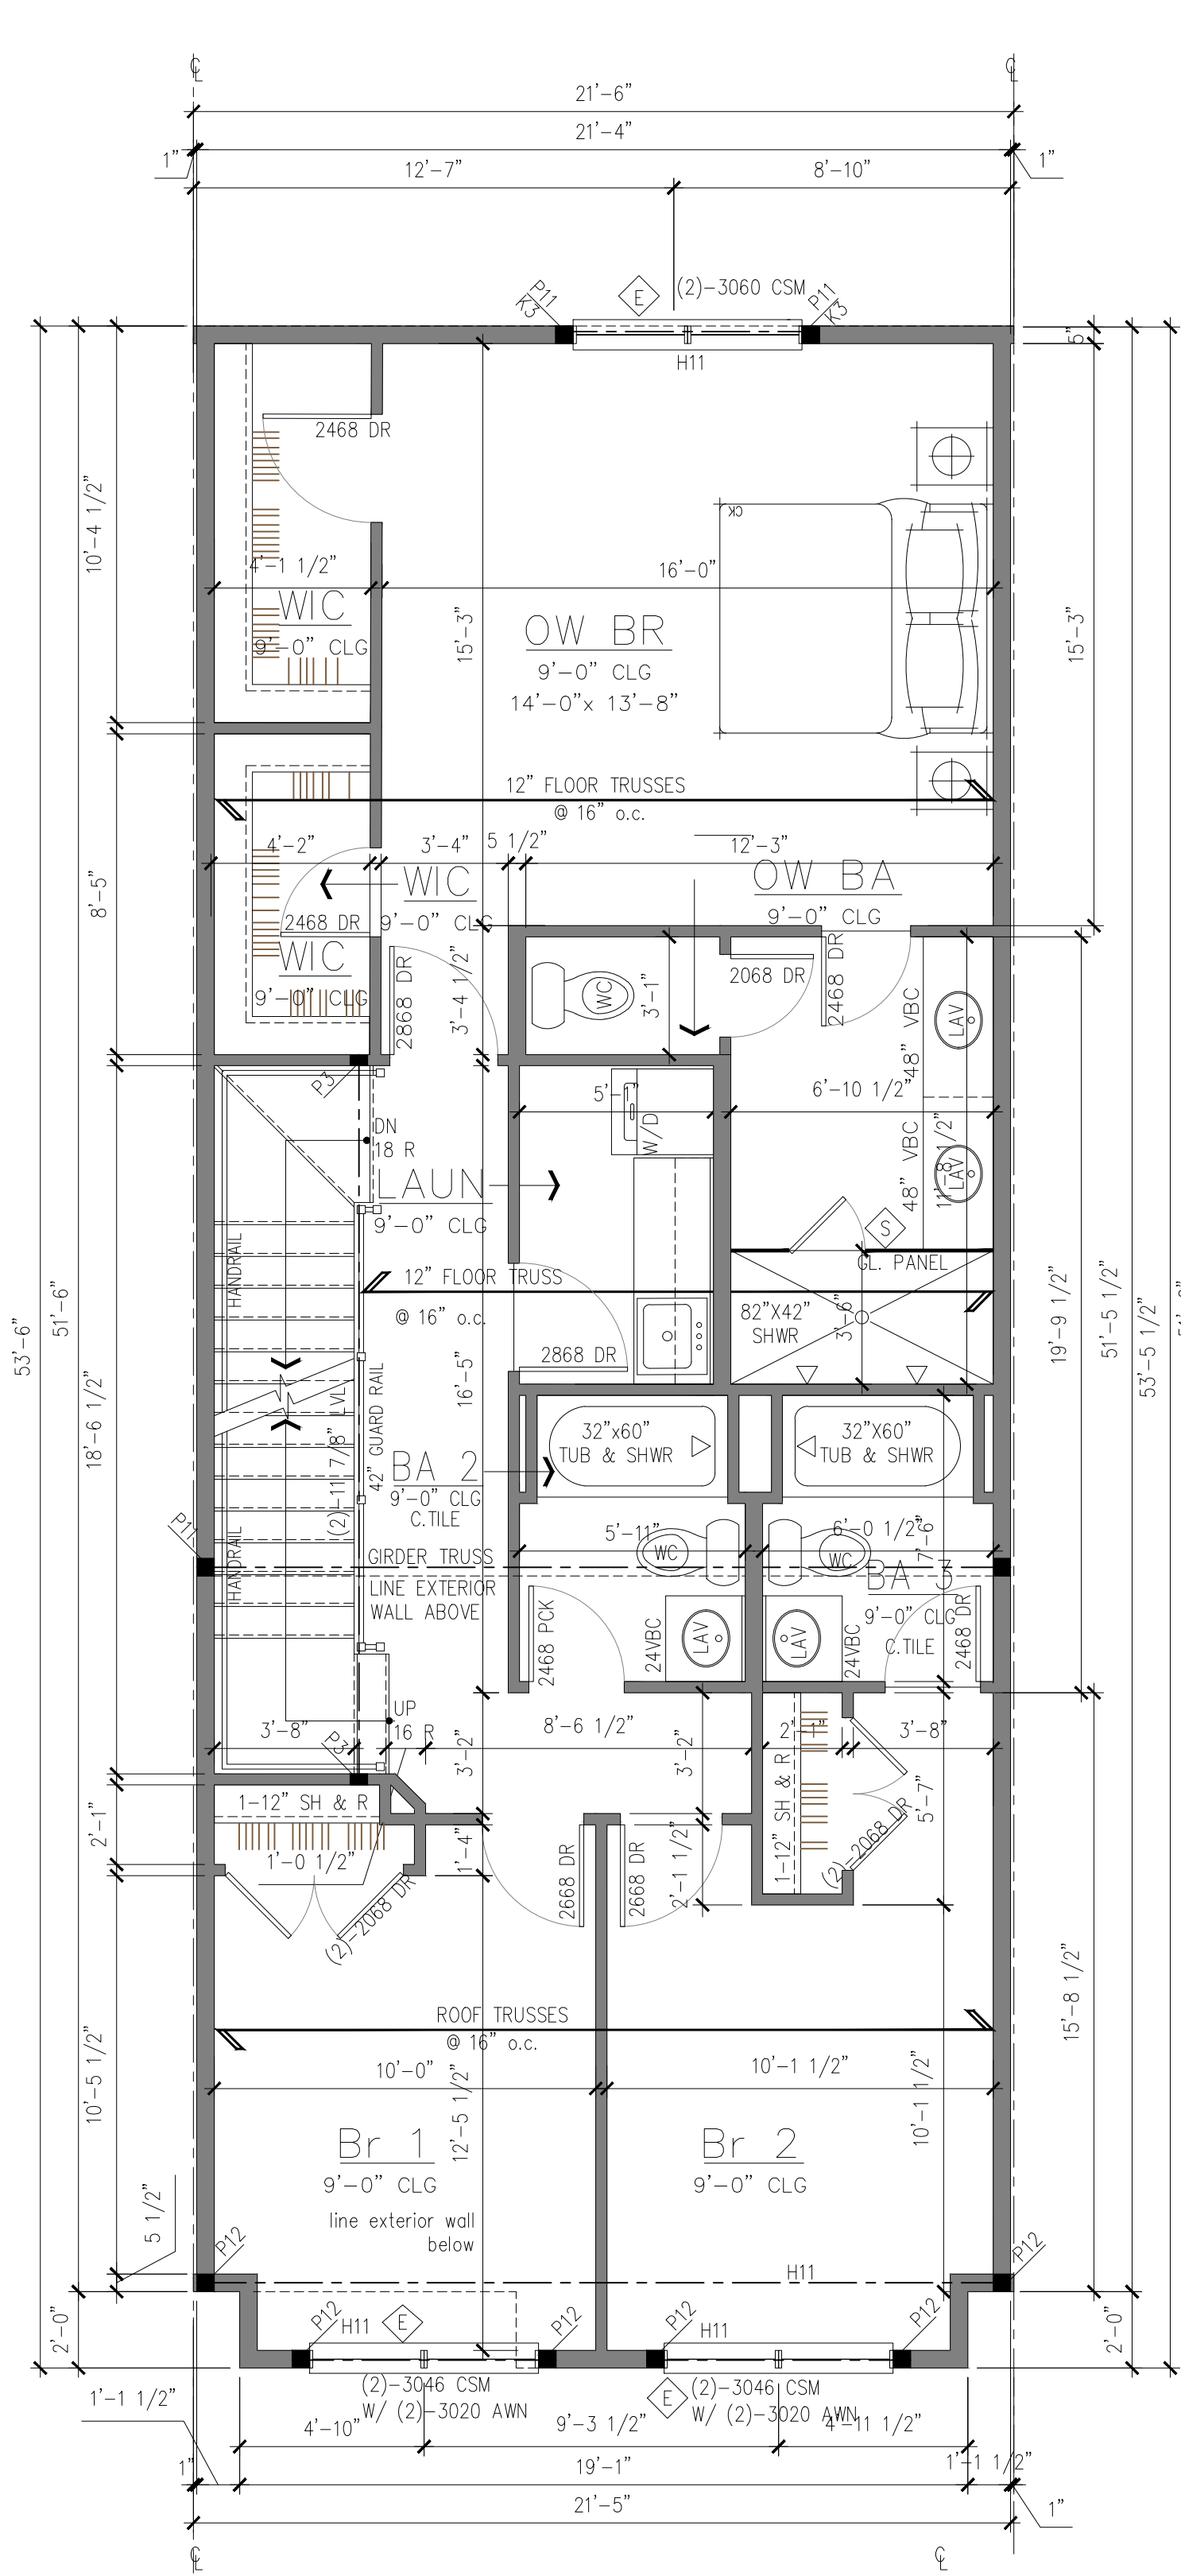 ℄
℄
21'-6"
21'-4"
1"
1"
12'-7"
8'-10"
P11
K3
E
(2)-3060 CSM
P11
K3
5"
H11
2468 DR
CK
10'-4 1/2"
4'-1 1/2"
16'-0"
WIC
9'-0" CLG
15'-3"
OW BR
9'-0" CLG
14'-0"x 13'-8"
15'-3"
12" FLOOR TRUSSES
@ 16" o.c.
4'-2"
3'-4"
5 1/2"
12'-3"
8'-5"
WIC
9'-0" CLG
OW BA
9'-0" CLG
2468 DR
WIC
9'-0" CLG
2868 DR
3'-4 1/2"
WC
3'-1"
2068 DR
2468 DR
48" VBC
LAV
P3
5'-1"
6'-10 1/2"
W/D
DN
18 R
LAUN
9'-0" CLG
48" VBC
11'-8 1/2"
LAV
S
GL. PANEL
HANDRAIL
12" FLOOR TRUSS
@ 16" o.c.
82"X42"
SHWR
3'-6"
2868 DR
53'-6"
51'-6"
18'-6 1/2"
16'-5"
19'-9 1/2"
51'-5 1/2"
53'-5 1/2"
(2)-11 7/8" LVL
42" GUARD RAIL
32"x60"
TUB & SHWR
32"X60"
TUB & SHWR
BA 2
9'-0" CLG
C.TILE
HANDRAIL
5'-11"
6'-0 1/2"
7'-6"
GIRDER TRUSS
WC
WC
LINE EXTERIOR
WALL ABOVE
BA 3
9'-0" CLG
C.TILE
2468 PCK
24VBC
LAV
LAV
24VBC
2468 DR
UP
16 R
3'-8"
8'-6 1/2"
2'-1"
3'-8"
P3
3'-2"
3'-2"
1-12" SH & R
1-12" SH & R
5'-7"
2'-1"
1'-0 1/2"
1'-4"
(2)-2068 DR
2668 DR
2668 DR
2'-1 1/2"
(2)-2068 DR
ROOF TRUSSES
@ 16" o.c.
10'-5 1/2"
10'-0"
10'-1 1/2"
12'-5 1/2"
10'-1 1/2"
15'-8 1/2"
Br 1
9'-0" CLG
Br 2
9'-0" CLG
line exterior wall
below
5 1/2"
P12
P12
H11
2'-0"
2'-0"
P12
H11
E
P12
P12
H11
P12
(2)-3046 CSM
W/ (2)-3020 AWN
E
(2)-3046 CSM
W/ (2)-3020 AWN
1'-1 1/2"
4'-10"
9'-3 1/2"
4'-11 1/2"
1"
19'-1"
1'-1 1/2"
21'-5"
1"
℄
℄